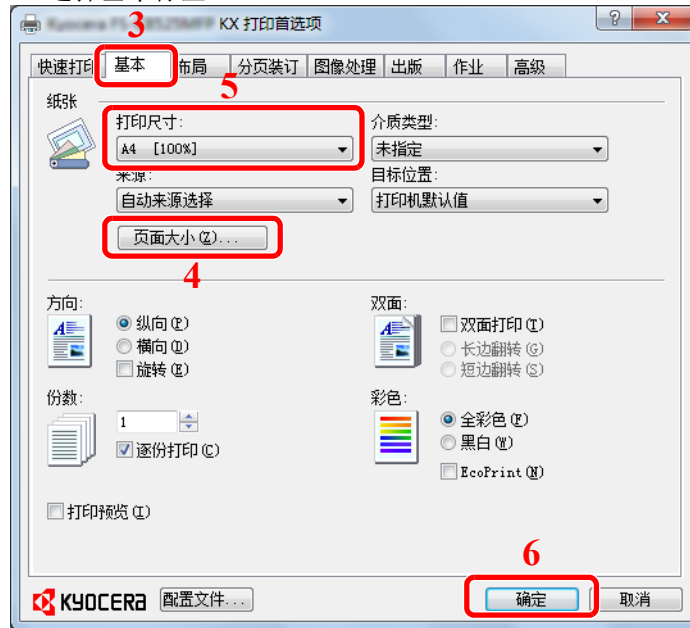 KX 打印首选项
3
快速打印 基本 布局 分页装订 图像处理 出版 作业 高级
5
纸张
打印尺寸: 介质类型:
A4 [100%] 未指定
来源: 目标位置:
自动来源选择 打印机默认值
页面大小(Z)...
4
方向: 双面:
纵向(P) 双面打印(T)
横向(D) 长边翻转(G)
旋转(E) 短边翻转(S)
份数: 彩色:
1 全彩色(F)
逐份打印(C) 黑白(W)
EcoPrint(N)
打印预览(I)
6
KYOCERA 配置文件... 确定 取消